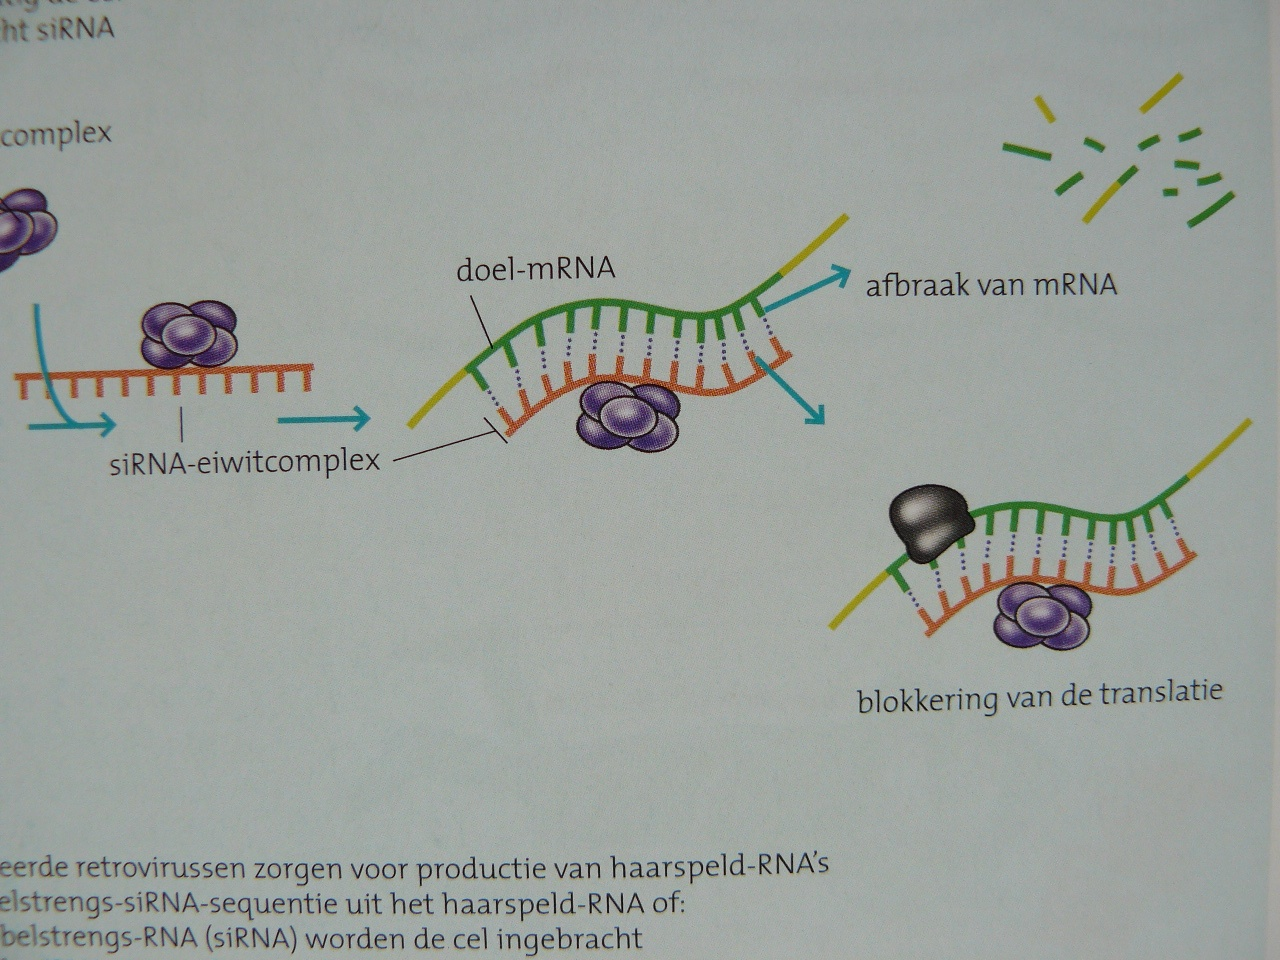 ht siRNA
complex
doel-mRNA
afbraak van mRNA
siRNA-eiwitcomplex
blokkering van de translatie
eerde retrovirussen zorgen voor productie van haarspeld-RNA's
elstrengs-siRNA-sequentie uit het haarspeld-RNA of:
belstrengs-RNA (siRNA) worden de cel ingebracht